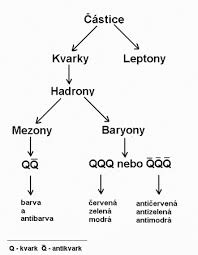 Částice
Kvarky Leptony
Hadrony
Mezony Baryony
QQ̅ QQQ nebo Q̅Q̅Q̅
barva červená antičervená
a zelená antizelená
antibarva modrá antimodrá
Q - kvark Q̅ - antikvark